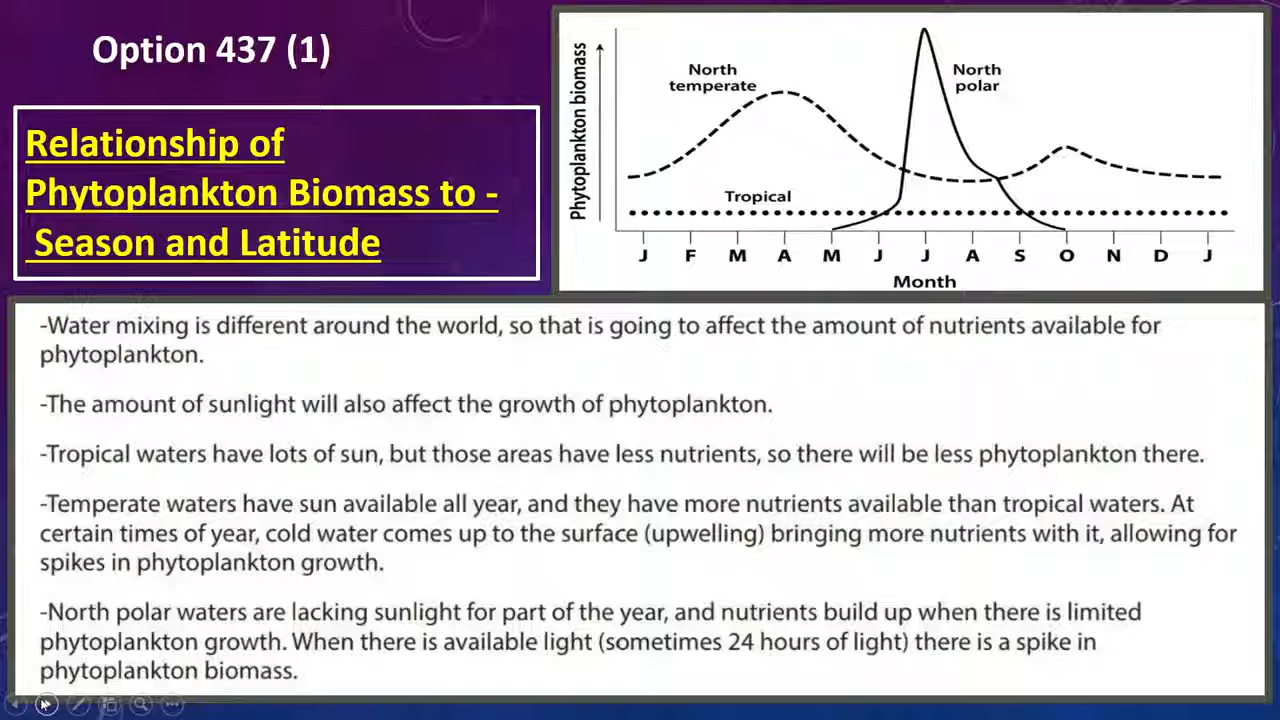 Option 437 (1)
Relationship of
Phytoplankton Biomass to -
Season and Latitude
Phytoplankton biomass
North
temperate
North
polar
Tropical
J F M A M J J A S O N D J
Month
-Water mixing is different around the world, so that is going to affect the amount of nutrients available for
phytoplankton.
-The amount of sunlight will also affect the growth of phytoplankton.
-Tropical waters have lots of sun, but those areas have less nutrients, so there will be less phytoplankton there.
-Temperate waters have sun available all year, and they have more nutrients available than tropical waters. At
certain times of year, cold water comes up to the surface (upwelling) bringing more nutrients with it, allowing for
spikes in phytoplankton growth.
-North polar waters are lacking sunlight for part of the year, and nutrients build up when there is limited
phytoplankton growth. When there is available light (sometimes 24 hours of light) there is a spike in
phytoplankton biomass.